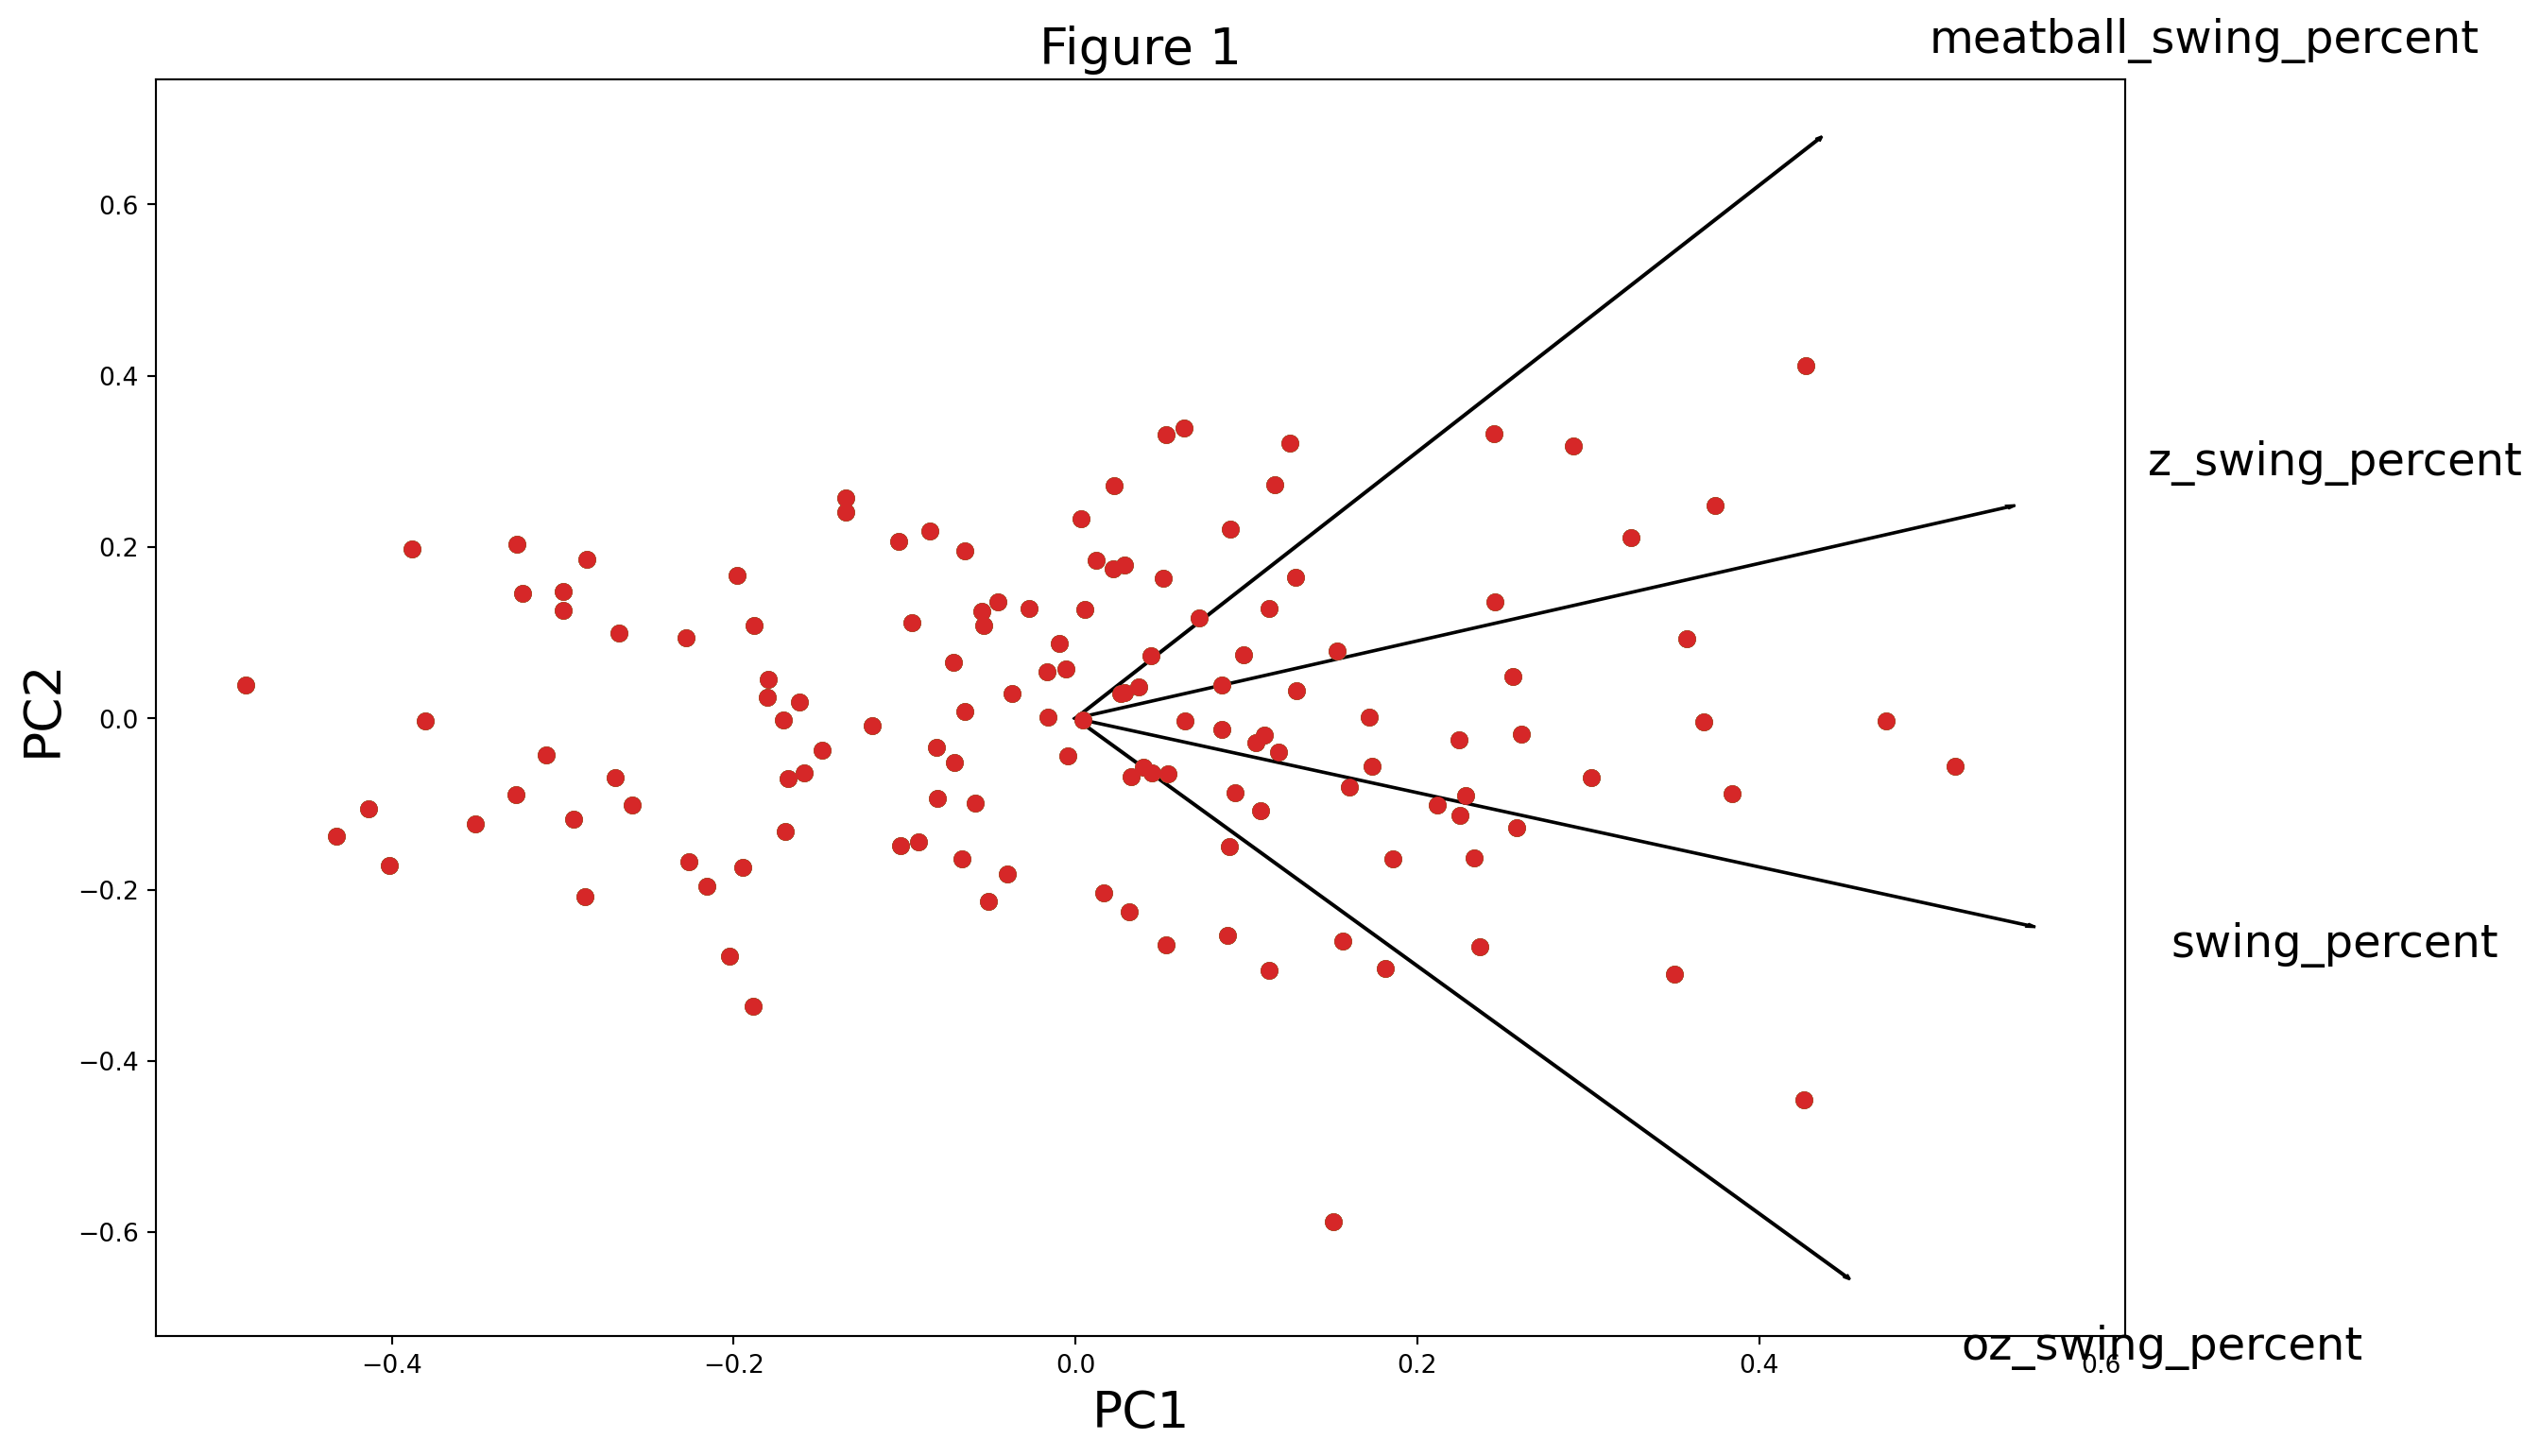 Figure 1
meatball_swing_percent
z_swing_percent
swing_percent
oz_swing_percent
PC2
0.6
0.4
0.2
0.0
−0.2
−0.4
−0.6
−0.4
−0.2
0.0
0.2
0.4
0.6
PC1